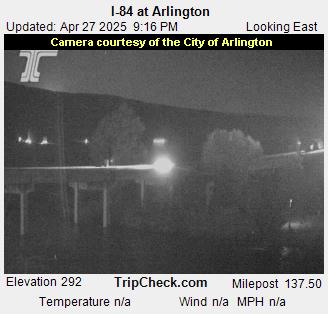 I-84 at Arlington
Updated: Apr 27 2025 9:16 PM Looking East
Camera courtesy of the City of Arlington
Elevation 292 TripCheck.com Milepost 137.50
Temperature n/a Wind n/a MPH n/a